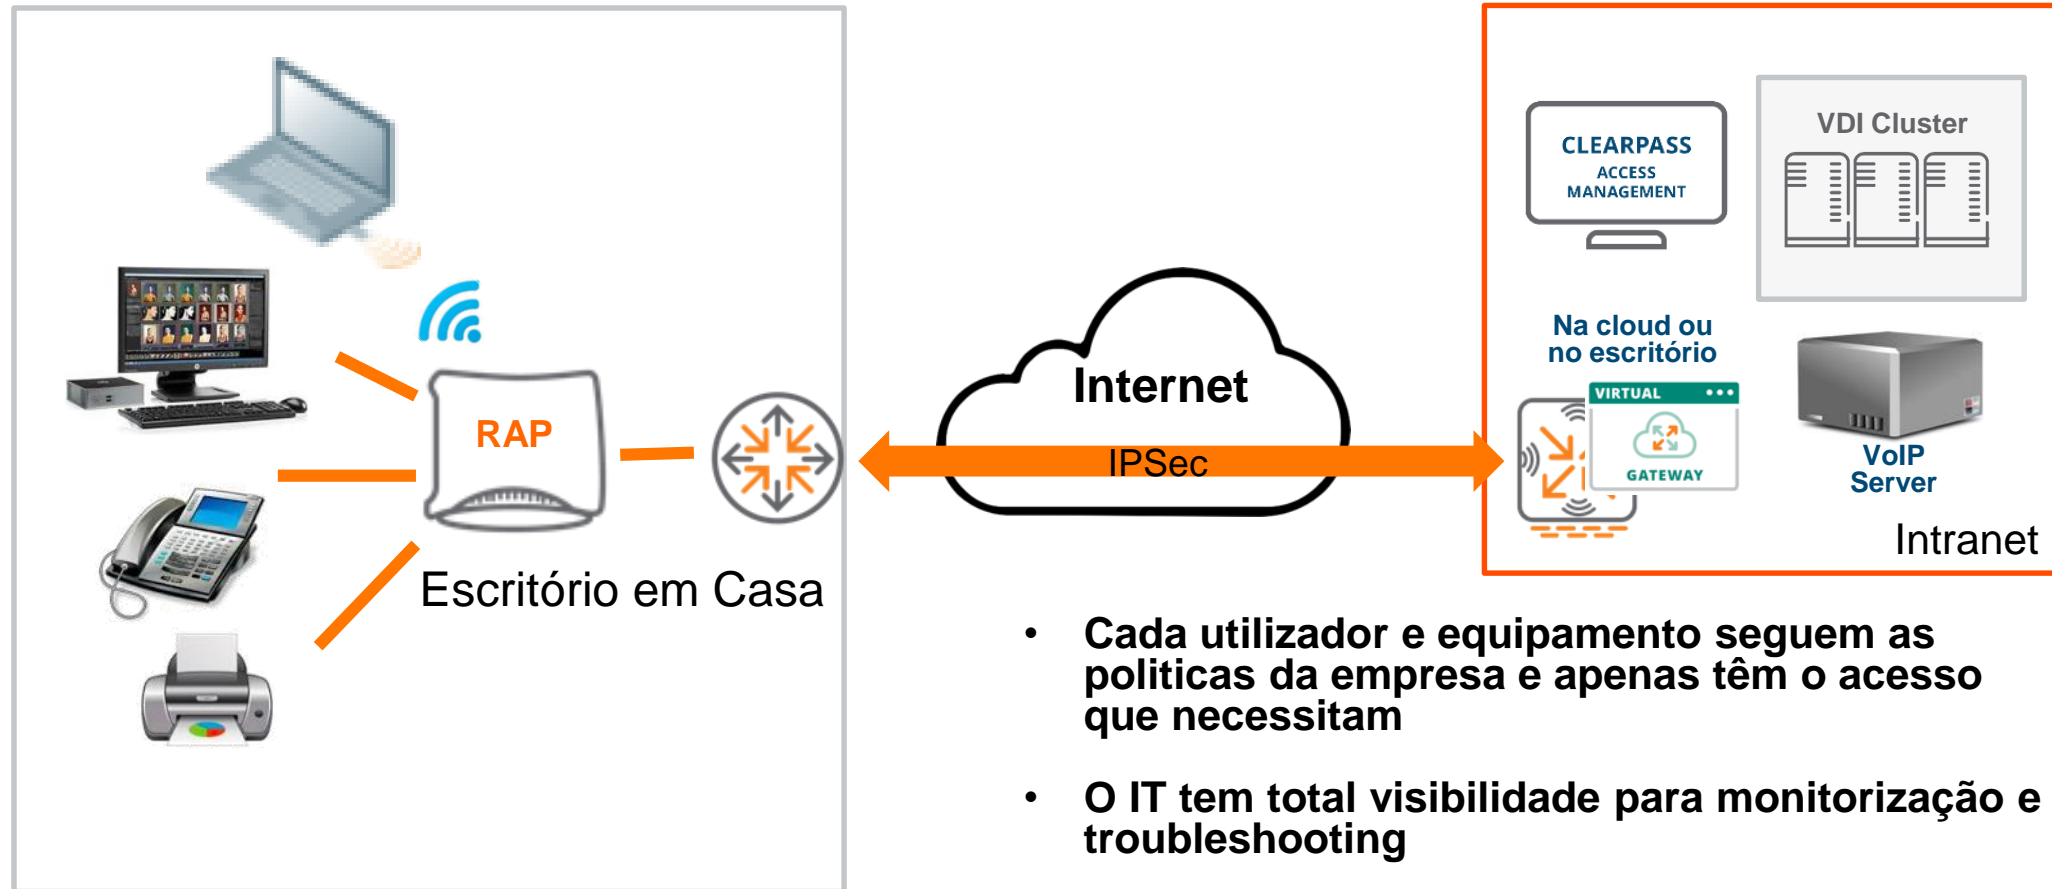 RAP
Escritório em Casa
Internet
IPSec
CLEARPASS
ACCESS
MANAGEMENT
VDI Cluster
Na cloud ou
no escritório
VIRTUAL
GATEWAY
VoIP
Server
Intranet
• Cada utilizador e equipamento seguem as
politicas da empresa e apenas têm o acesso
que necessitam
• O IT tem total visibilidade para monitorização e
troubleshooting